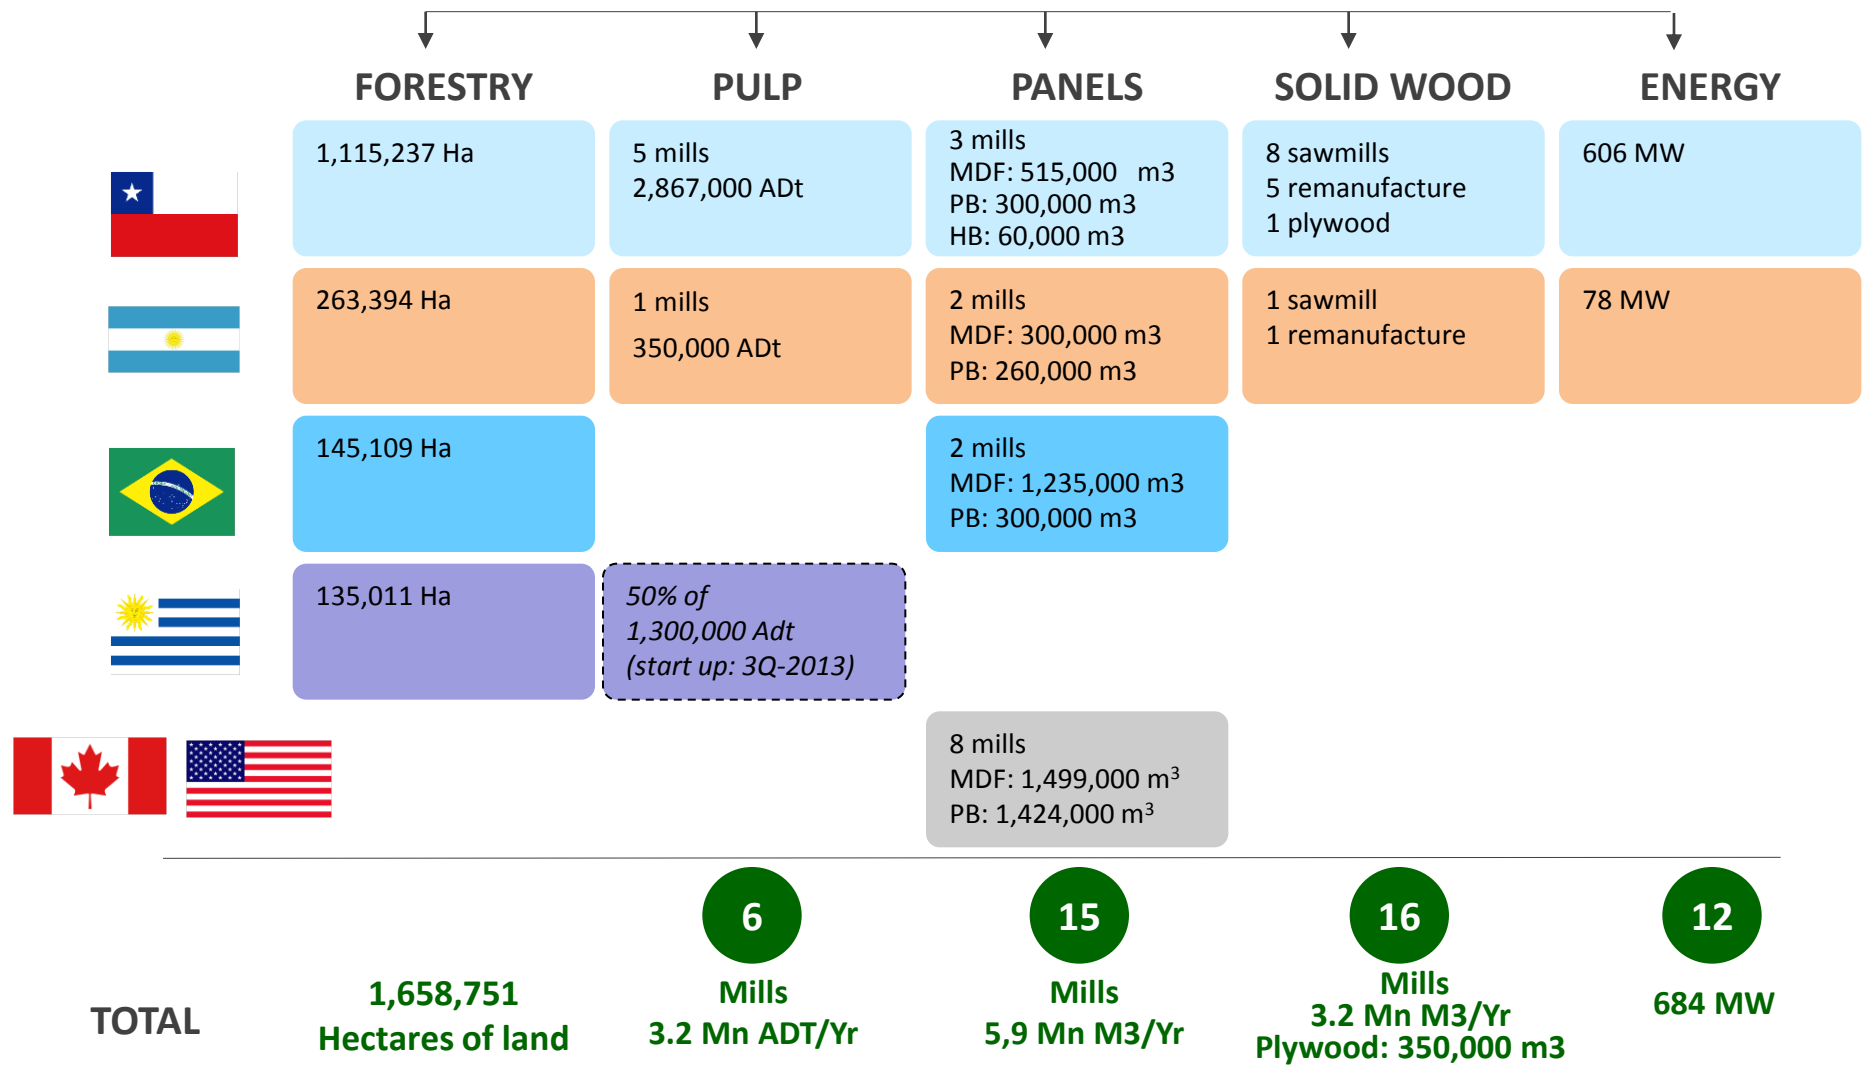 FORESTRY
PULP
PANELS
SOLID WOOD
ENERGY
1,115,237 Ha
5 mills
2,867,000 ADt
3 mills
MDF: 515,000 m3
PB: 300,000 m3
HB: 60,000 m3
8 sawmills
5 remanufacture
1 plywood
606 MW
263,394 Ha
1 mills
350,000 ADt
2 mills
MDF: 300,000 m3
PB: 260,000 m3
1 sawmill
1 remanufacture
78 MW
145,109 Ha
2 mills
MDF: 1,235,000 m3
PB: 300,000 m3
135,011 Ha
50% of
1,300,000 Adt
(start up: 3Q-2013)
8 mills
MDF: 1,499,000 m³
PB: 1,424,000 m³
TOTAL
1,658,751
Hectares of land
6
Mills
3.2 Mn ADT/Yr
15
Mills
5,9 Mn M3/Yr
16
Mills
3.2 Mn M3/Yr
Plywood: 350,000 m3
12
684 MW